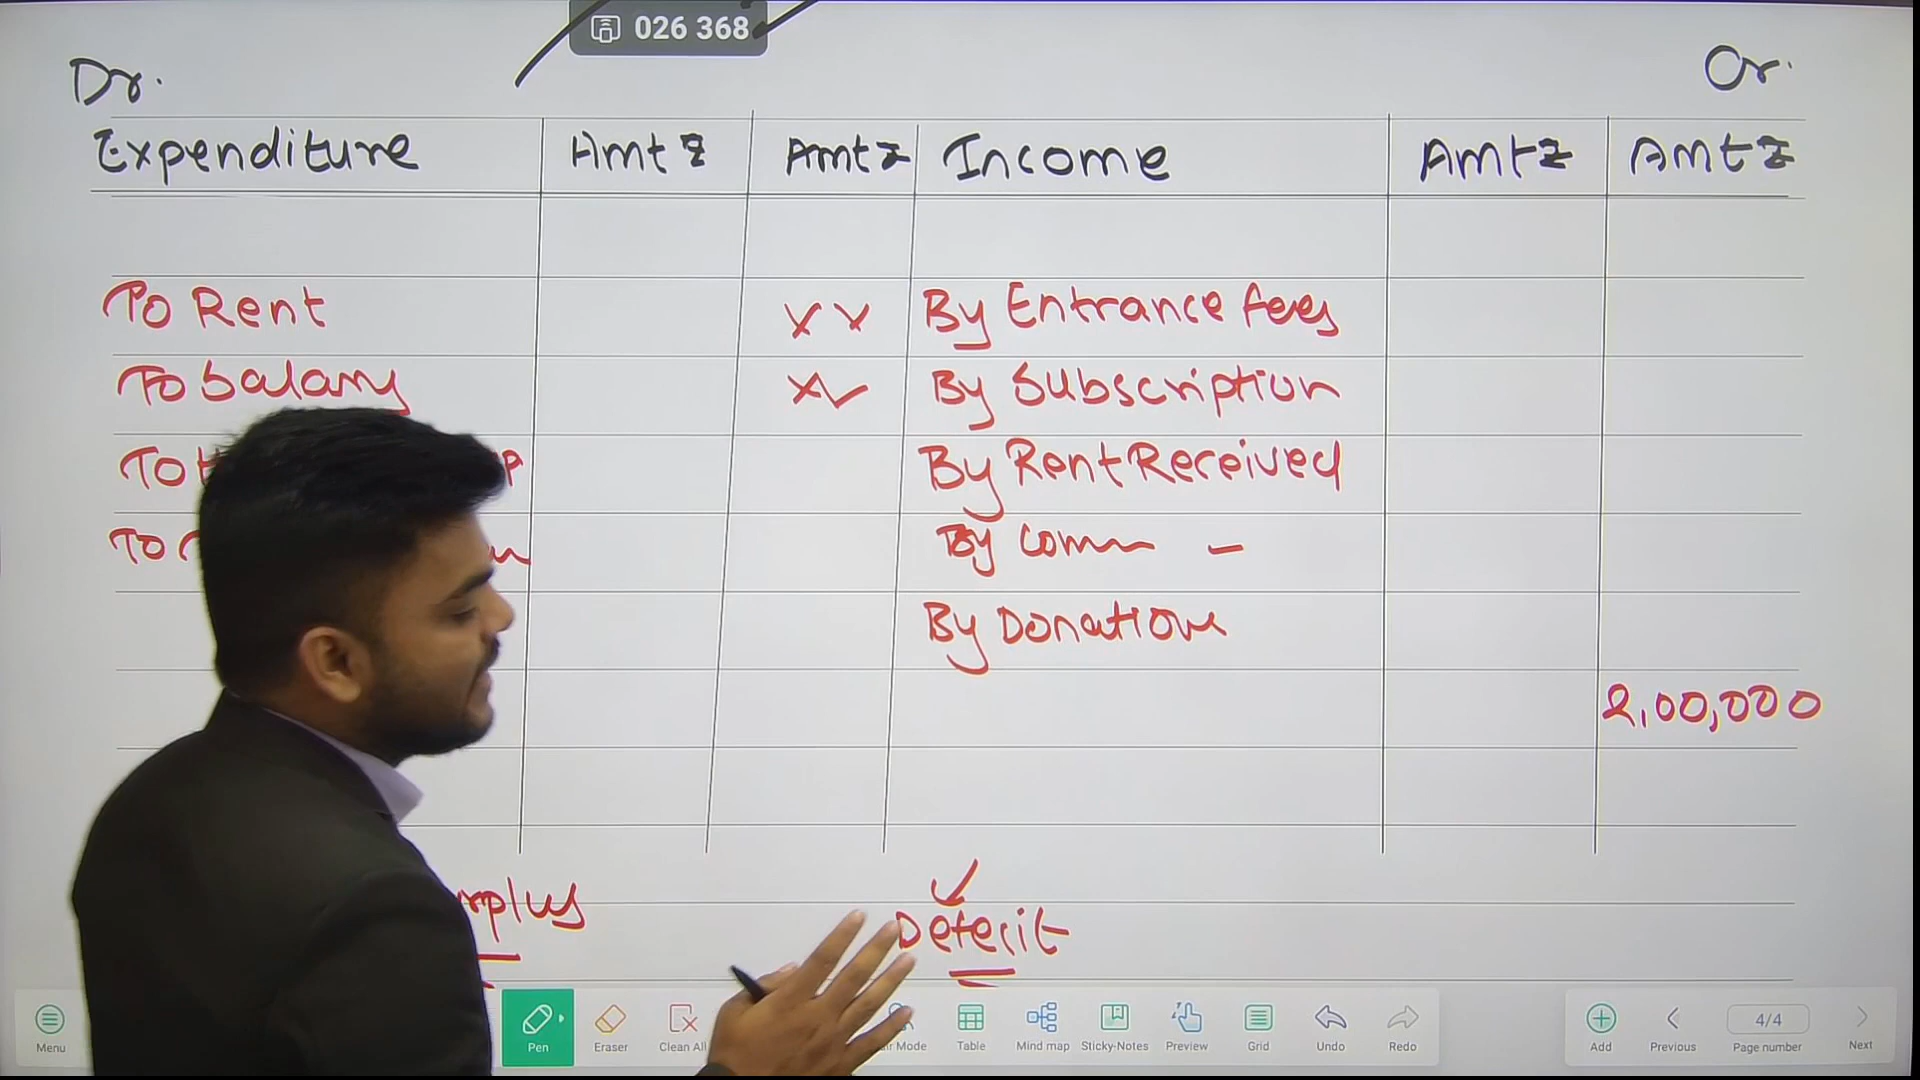 026 368
Dr. Cr.
Expenditure Amt ₹ Amt ₹ Income Amt ₹ Amt ₹
To Rent xx By Entrance fees
To Salary xx By Subscription
To By Rent Received
To By Comm -
By Donation
2,00,000
rplus Defecit
Menu Pen Eraser Clean All Mode Table Mind map Sticky-Notes Preview Grid Undo Redo Add Previous 4/4 Page number Next